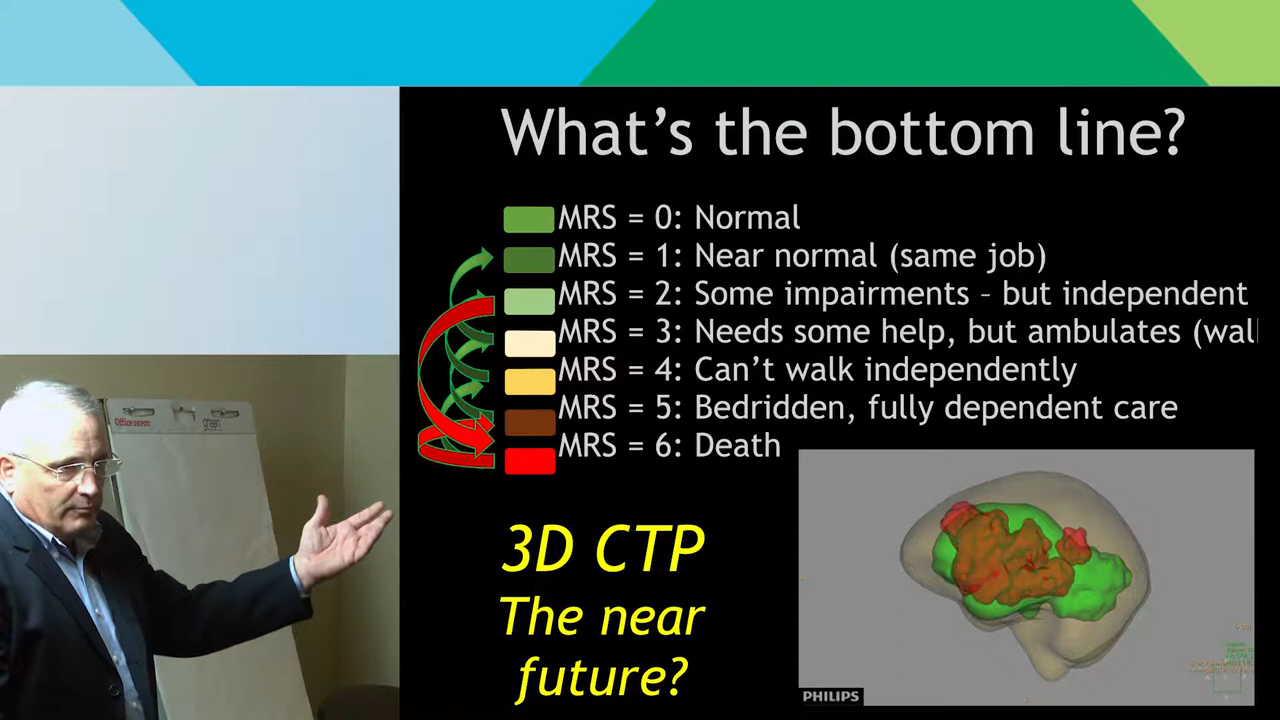 What's the bottom line?
MRS = 0: Normal
MRS = 1: Near normal (same job)
MRS = 2: Some impairments – but independent
MRS = 3: Needs some help, but ambulates (wal
MRS = 4: Can't walk independently
MRS = 5: Bedridden, fully dependent care
MRS = 6: Death
Office DEPOT
green
3D CTP
The near
future?
PHILIPS